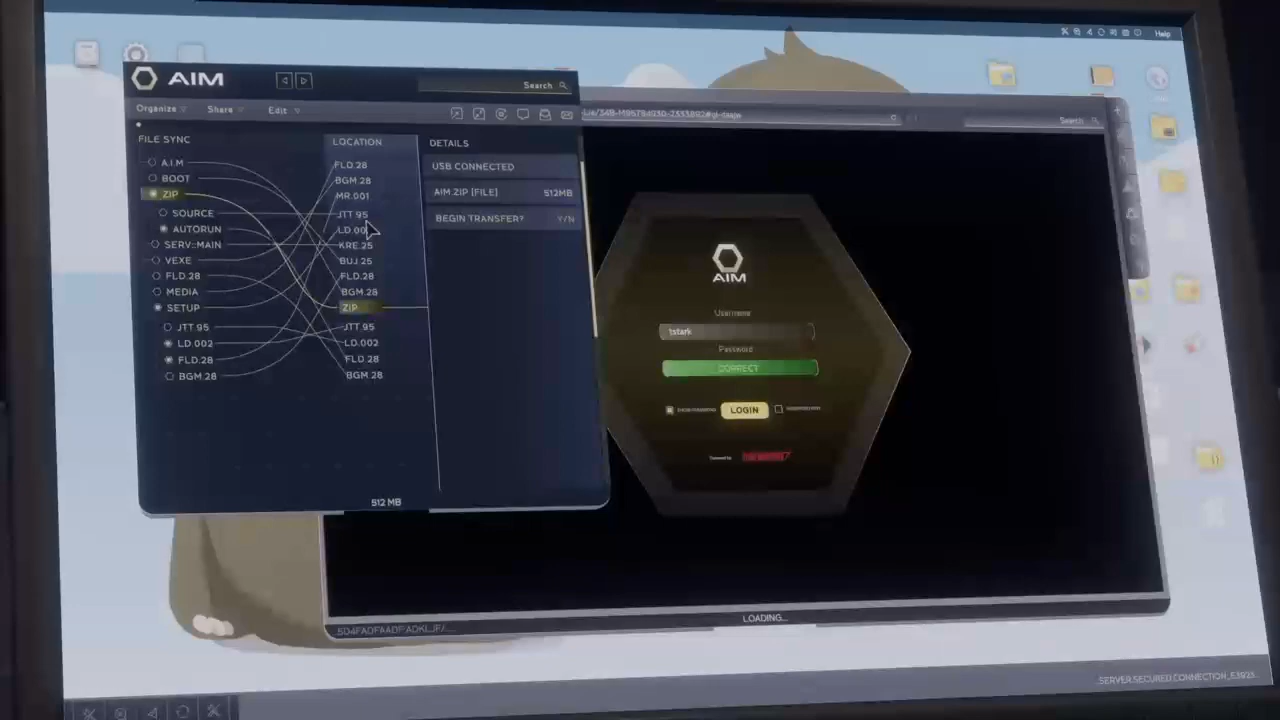 Help
AIM
Search
Organize
Share
Edit
Search
FILE SYNC
LOCATION
DETAILS
A.I.M
BOOT
ZIP
SOURCE
AUTORUN
SERV::MAIN
VEXE
FLD.28
MEDIA
SETUP
JTT.95
LD.002
FLD.28
BGM.28
FLD.28
BGM.28
MR.001
JTT 95
KRE.25
BUJ.25
FLD.28
BGM.28
ZIP
JTT 95
LD.002
FLD 28
BGM 28
USB CONNECTED
AIM.ZIP [FILE] 512MB
BEGIN TRANSFER? Y/N
512 MB
AIM
Username
tstark
Password
CORRECT
LOGIN
LOADING...